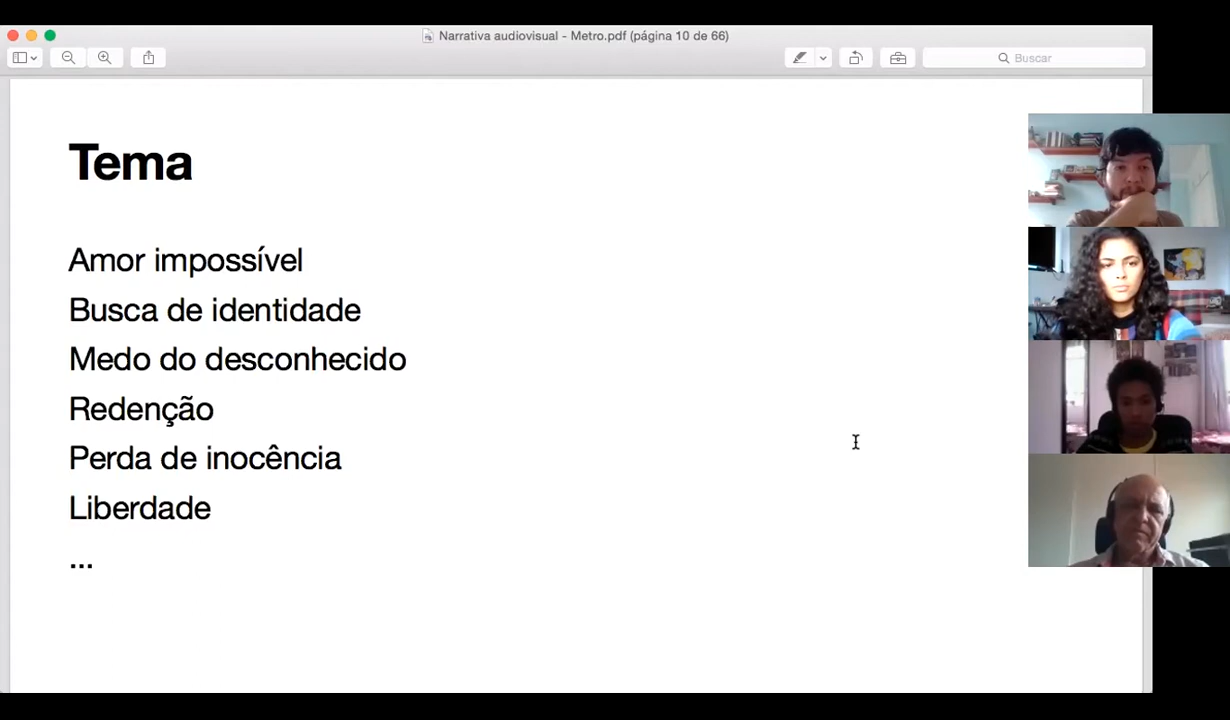 Narrativa audiovisual - Metro.pdf (página 10 de 66)
Buscar
Tema
Amor impossível
Busca de identidade
Medo do desconhecido
Redenção
Perda de inocência
Liberdade
...